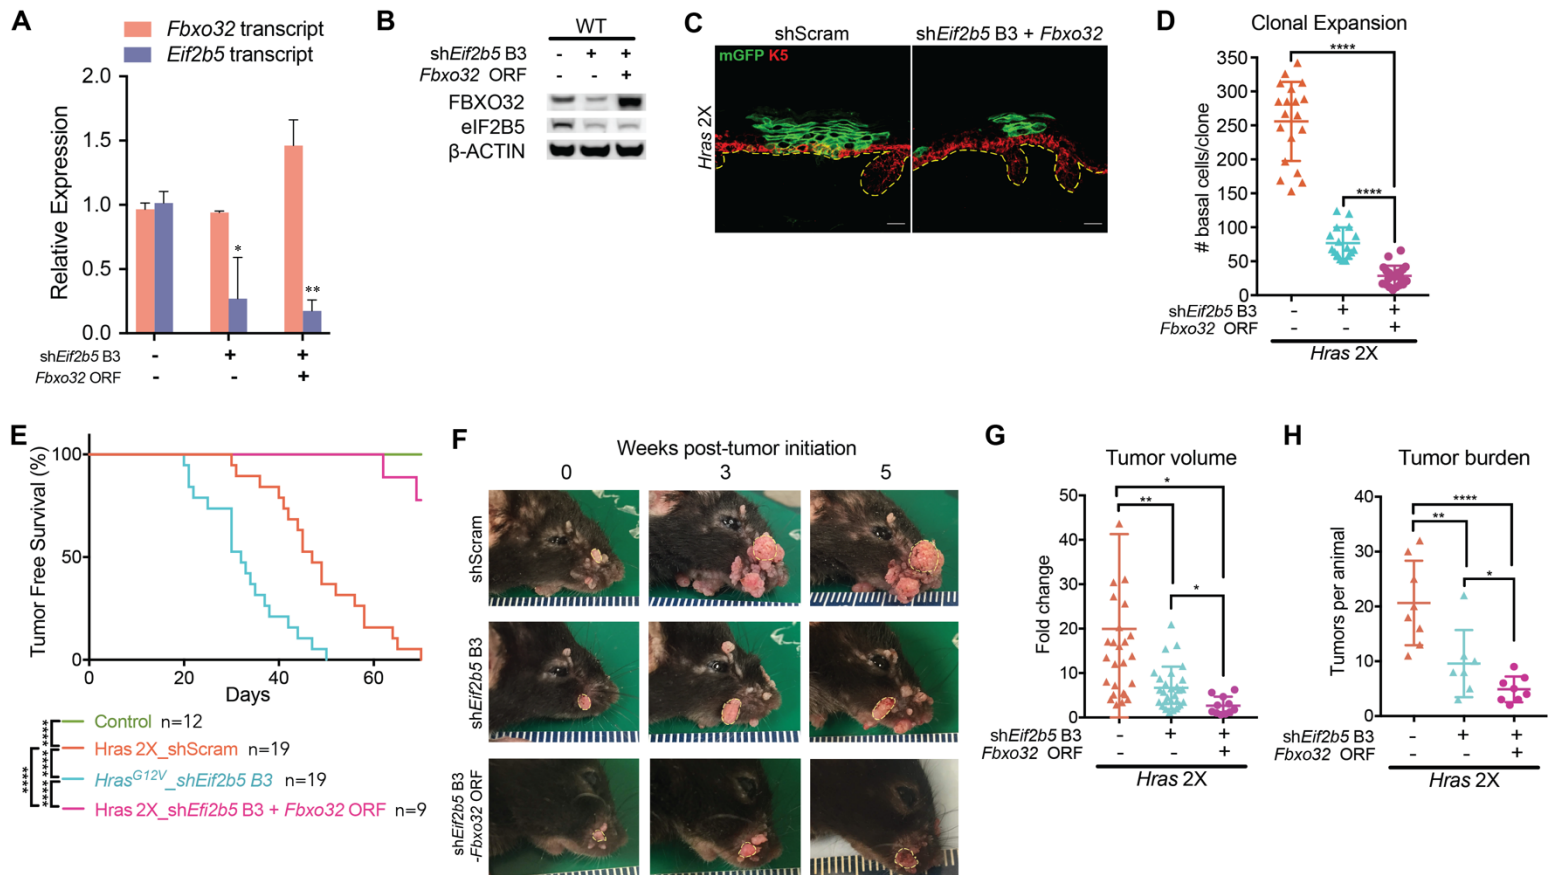 A
Fbxo32 transcript
Eif2b5 transcript
2.0
1.5
1.0
0.5
0.0
Relative Expression
*
**
shEif2b5 B3
- + +
Fbxo32 ORF
- - +
B
WT
shEif2b5 B3 - + +
Fbxo32 ORF - - +
FBXO32
eIF2B5
β-ACTIN
C
shScram
shEif2b5 B3 + Fbxo32
mGFP K5
Hras 2X
D
Clonal Expansion
****
****
350
300
250
200
150
100
50
0
# basal cells/clone
shEif2b5 B3 - + +
Fbxo32 ORF - - +
Hras 2X
E
100
50
0
Tumor Free Survival (%)
20 40 60
Days
Control n=12
Hras 2X_shScram n=19
HrasG12V_shEif2b5 B3 n=19
Hras 2X_shEfi2b5 B3 + Fbxo32 ORF n=9
****
****
****
****
F
Weeks post-tumor initiation
0 3 5
shScram
shEif2b5 B3
shEif2b5 B3
-Fbxo32 ORF
G
Tumor volume
*
**
*
50
40
30
20
10
0
Fold change
shEif2b5 B3 - + +
Fbxo32 ORF - - +
Hras 2X
H
Tumor burden
****
**
*
40
30
20
10
0
Tumors per animal
shEif2b5 B3 - + +
Fbxo32 ORF - - +
Hras 2X